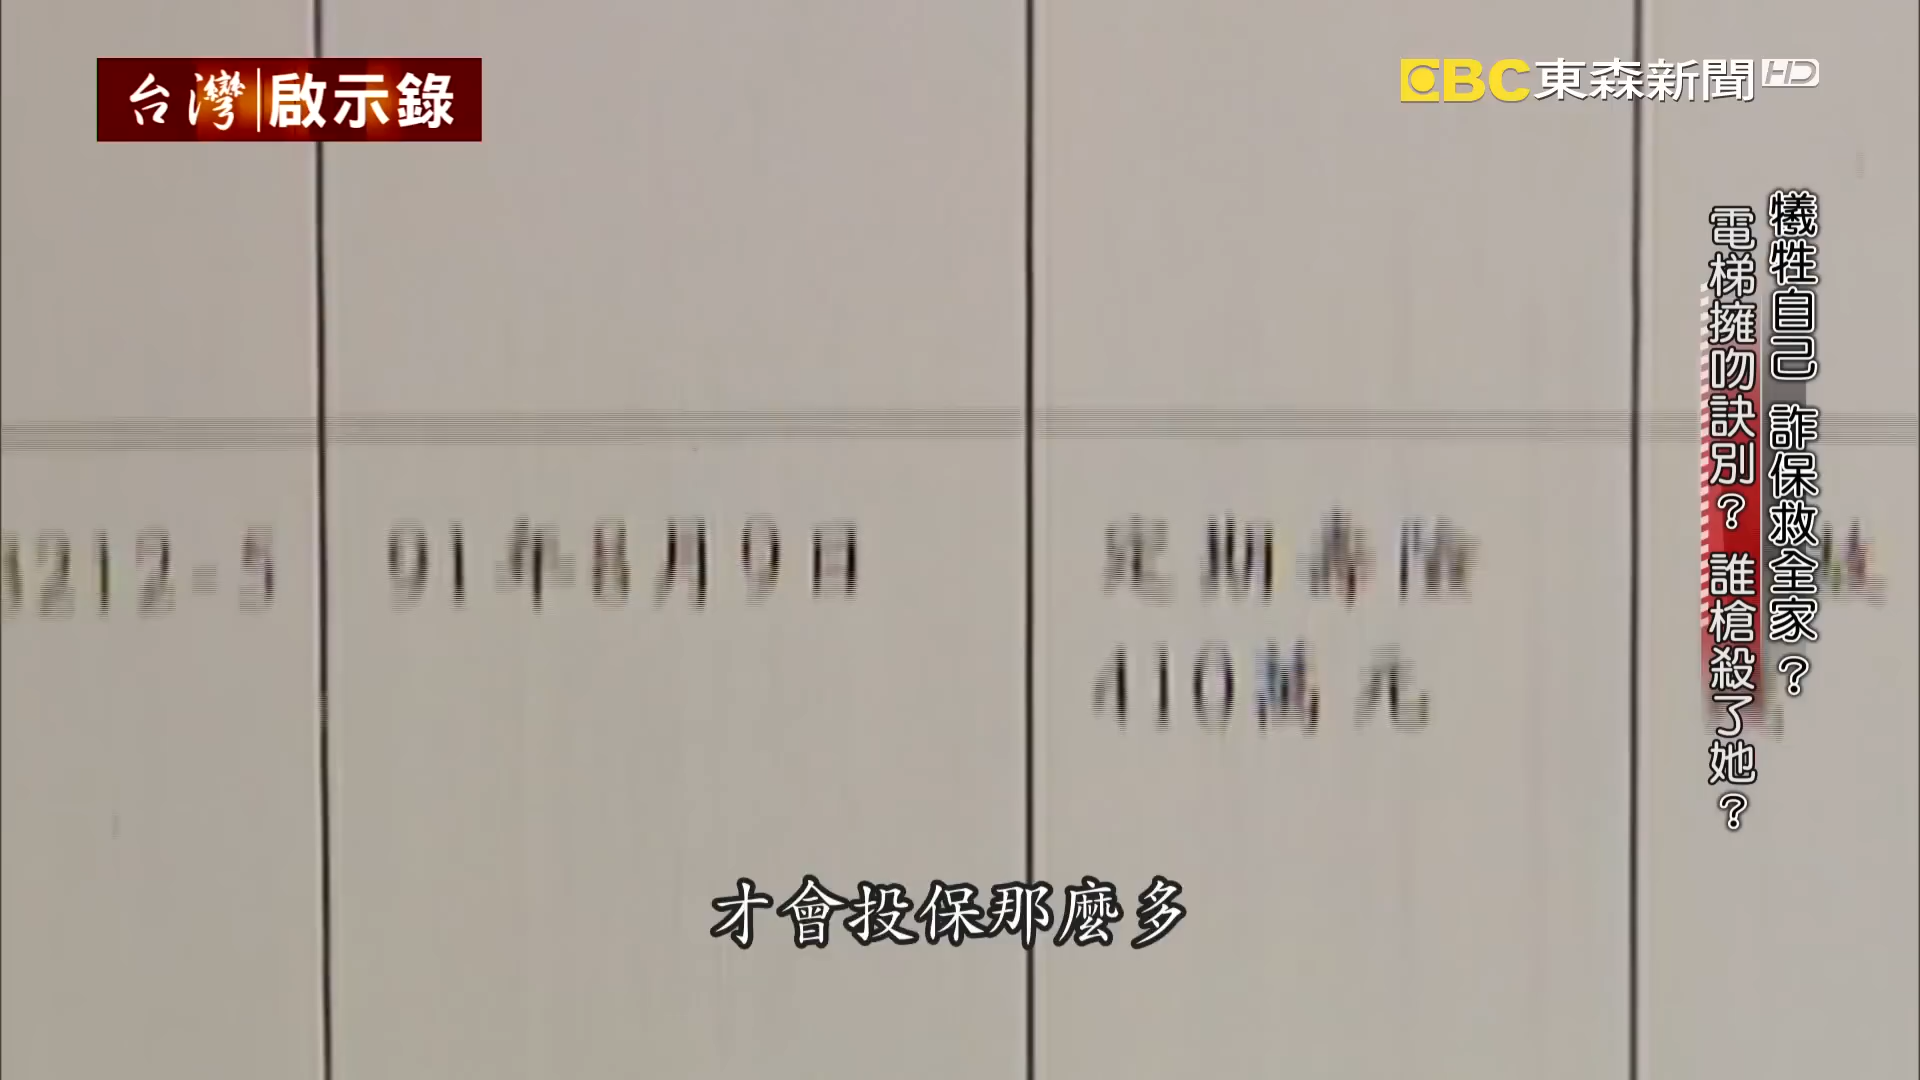 台灣啟示錄
EBC東森新聞HD
犧牲自己 詐保救全家？
電梯擁吻訣別？ 誰槍殺了她？
212-5
91年8月9日
定期壽險
410萬元
才會投保那麼多